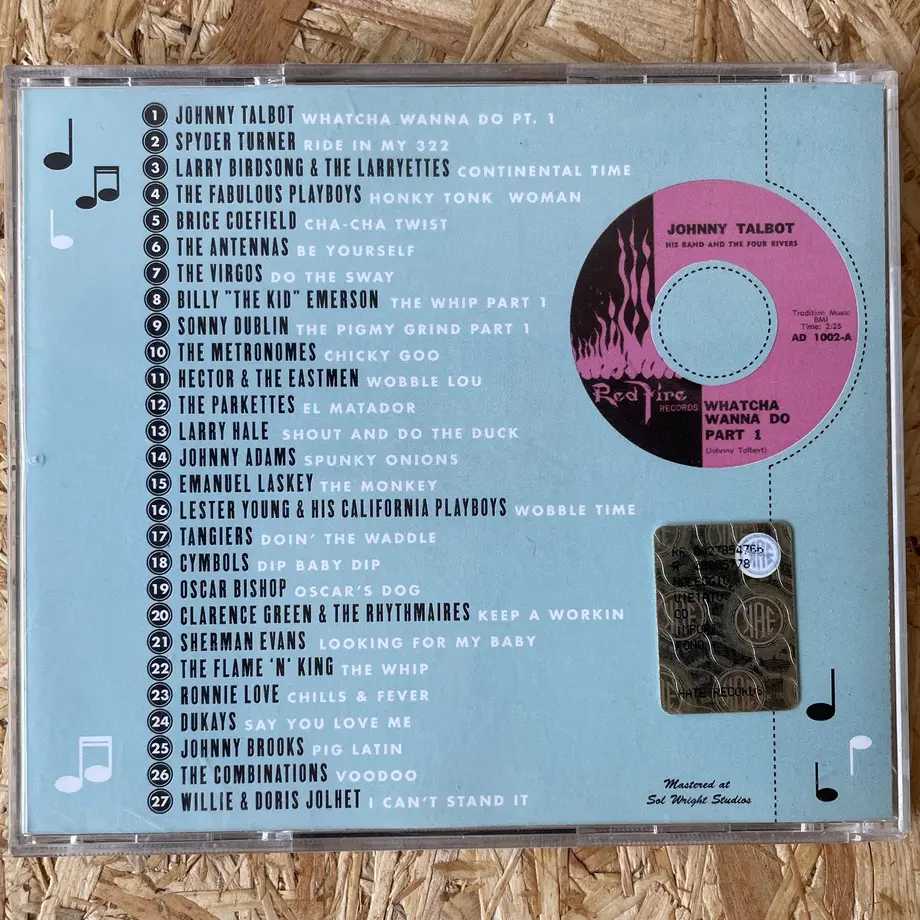 1 JOHNNY TALBOT WHATCHA WANNA DO PT. 1
2 SPYDER TURNER RIDE IN MY 322
3 LARRY BIRDSONG & THE LARRYETTES CONTINENTAL TIME
4 THE FABULOUS PLAYBOYS HONKY TONK WOMAN
5 BRICE COEFIELD CHA-CHA TWIST
6 THE ANTENNAS BE YOURSELF
7 THE VIRGOS DO THE SWAY
8 BILLY "THE KID" EMERSON THE WHIP PART 1
9 SONNY DUBLIN THE PIGMY GRIND PART 1
10 THE METRONOMES CHICKY GOO
11 HECTOR & THE EASTMEN WOBBLE LOU
12 THE PARKETTES EL MATADOR
13 LARRY HALE SHOUT AND DO THE DUCK
14 JOHNNY ADAMS SPUNKY ONIONS
15 EMANUEL LASKEY THE MONKEY
16 LESTER YOUNG & HIS CALIFORNIA PLAYBOYS WOBBLE TIME
17 TANGIERS DOIN' THE WADDLE
18 CYMBOLS DIP BABY DIP
19 OSCAR BISHOP OSCAR'S DOG
20 CLARENCE GREEN & THE RHYTHMAIRES KEEP A WORKIN
21 SHERMAN EVANS LOOKING FOR MY BABY
22 THE FLAME 'N' KING THE WHIP
23 RONNIE LOVE CHILLS & FEVER
24 DUKAYS SAY YOU LOVE ME
25 JOHNNY BROOKS PIG LATIN
26 THE COMBINATIONS VOODOO
27 WILLIE & DORIS JOLHET I CAN'T STAND IT
JOHNNY TALBOT
HIS BAND AND THE FOUR RIVERS
Tradition Music
BMI
Time: 2:25
AD 1002-A
Red Fire
RECORDS
WHATCHA
WANNA DO
PART 1
(Johnny Tolbert)
CD
HATE RECORDS
Mastered at
Sol Wright Studios